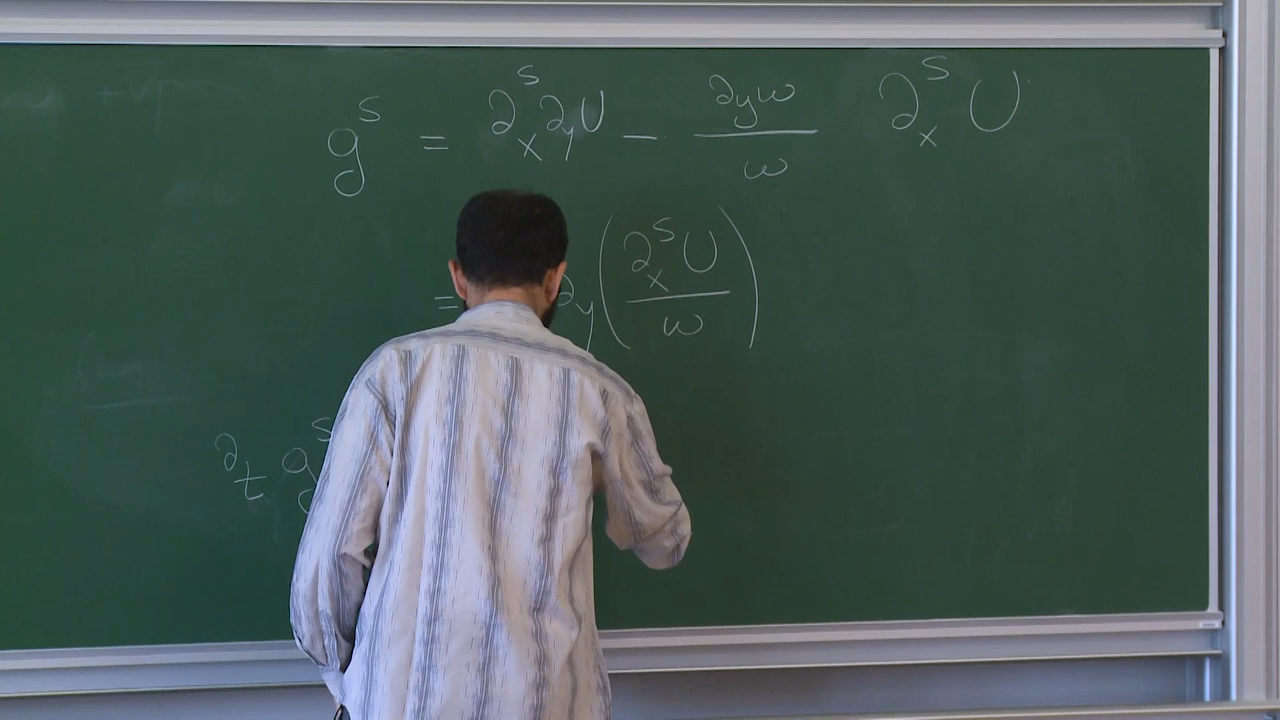 g^s = ∂_x^s ∂_y U - ∂_y ω / ω ∂_x^s U
= ∂_y ( ∂_x^s U / ω )
∂_t g^s